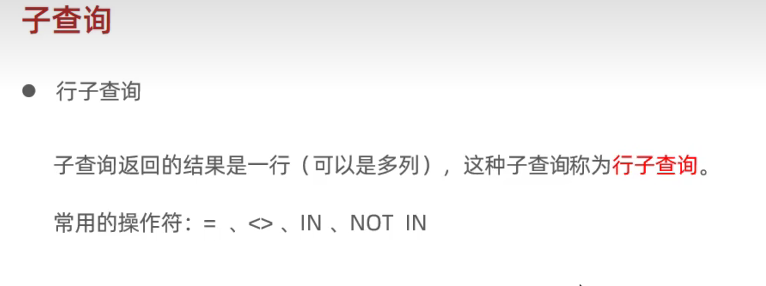 子查询
● 行子查询
子查询返回的结果是一行（可以是多列），这种子查询称为行子查询。
常用的操作符：= 、<> 、IN 、NOT IN